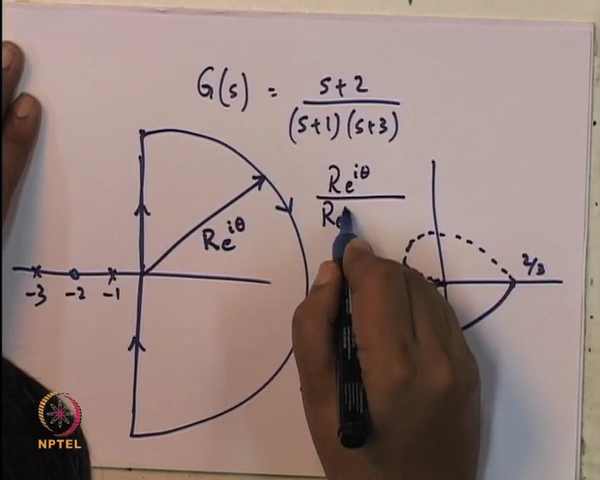 G(s) = s+2 / (s+1)(s+3)
Re^{iθ}
Re
Re^{iθ}
2/3
-3 -2 -1
NPTEL